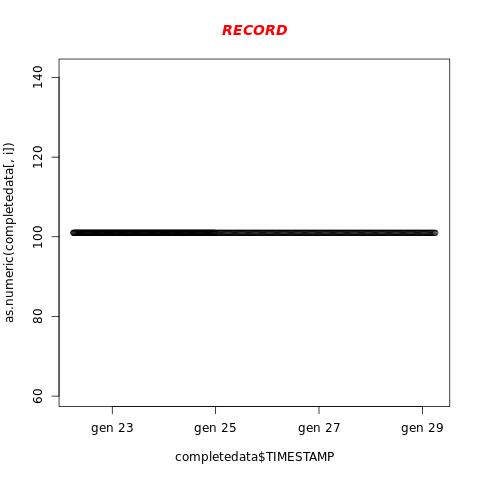 RECORD
as.numeric(completedata[, i])
140
120
100
80
60
gen 23
gen 25
gen 27
gen 29
completedata$TIMESTAMP